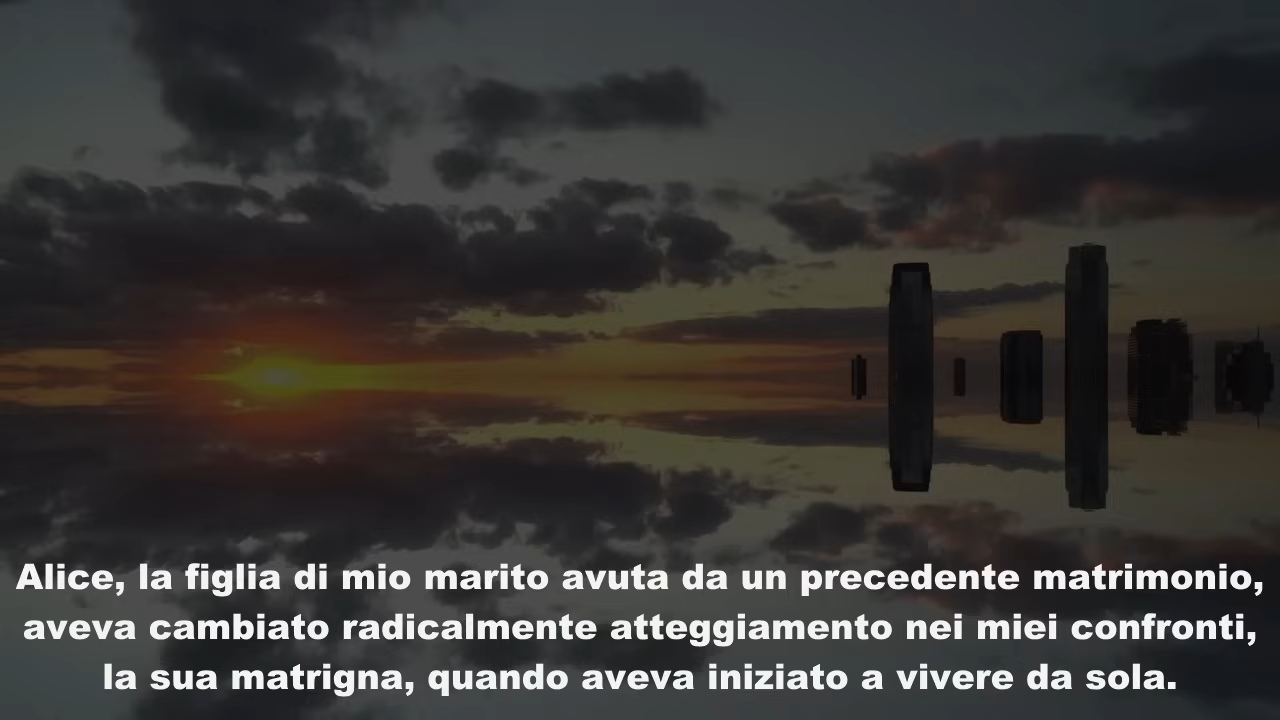 Alice, la figlia di mio marito avuta da un precedente matrimonio,
aveva cambiato radicalmente atteggiamento nei miei confronti,
la sua matrigna, quando aveva iniziato a vivere da sola.